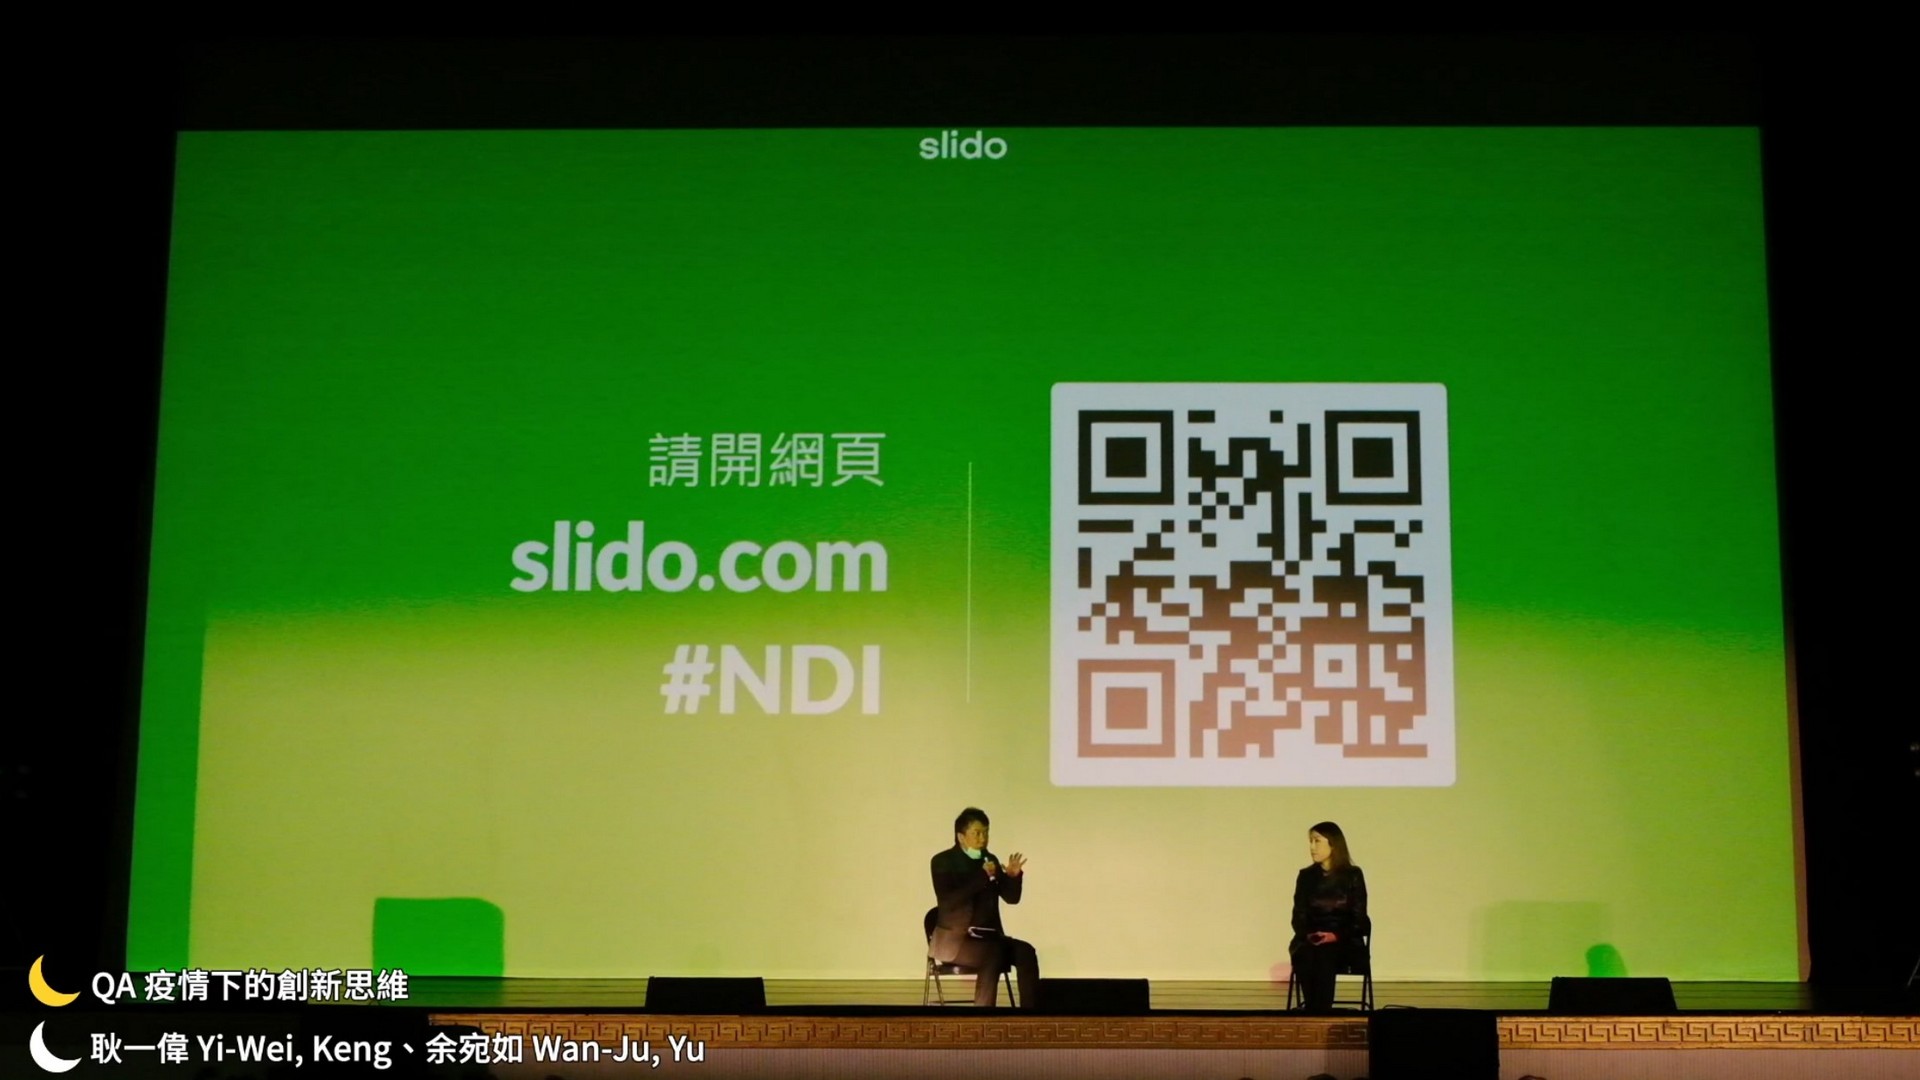 slido
請開網頁
slido.com
#NDI
QA 疫情下的創新思維
耿一偉 Yi-Wei, Keng、余宛如 Wan-Ju, Yu